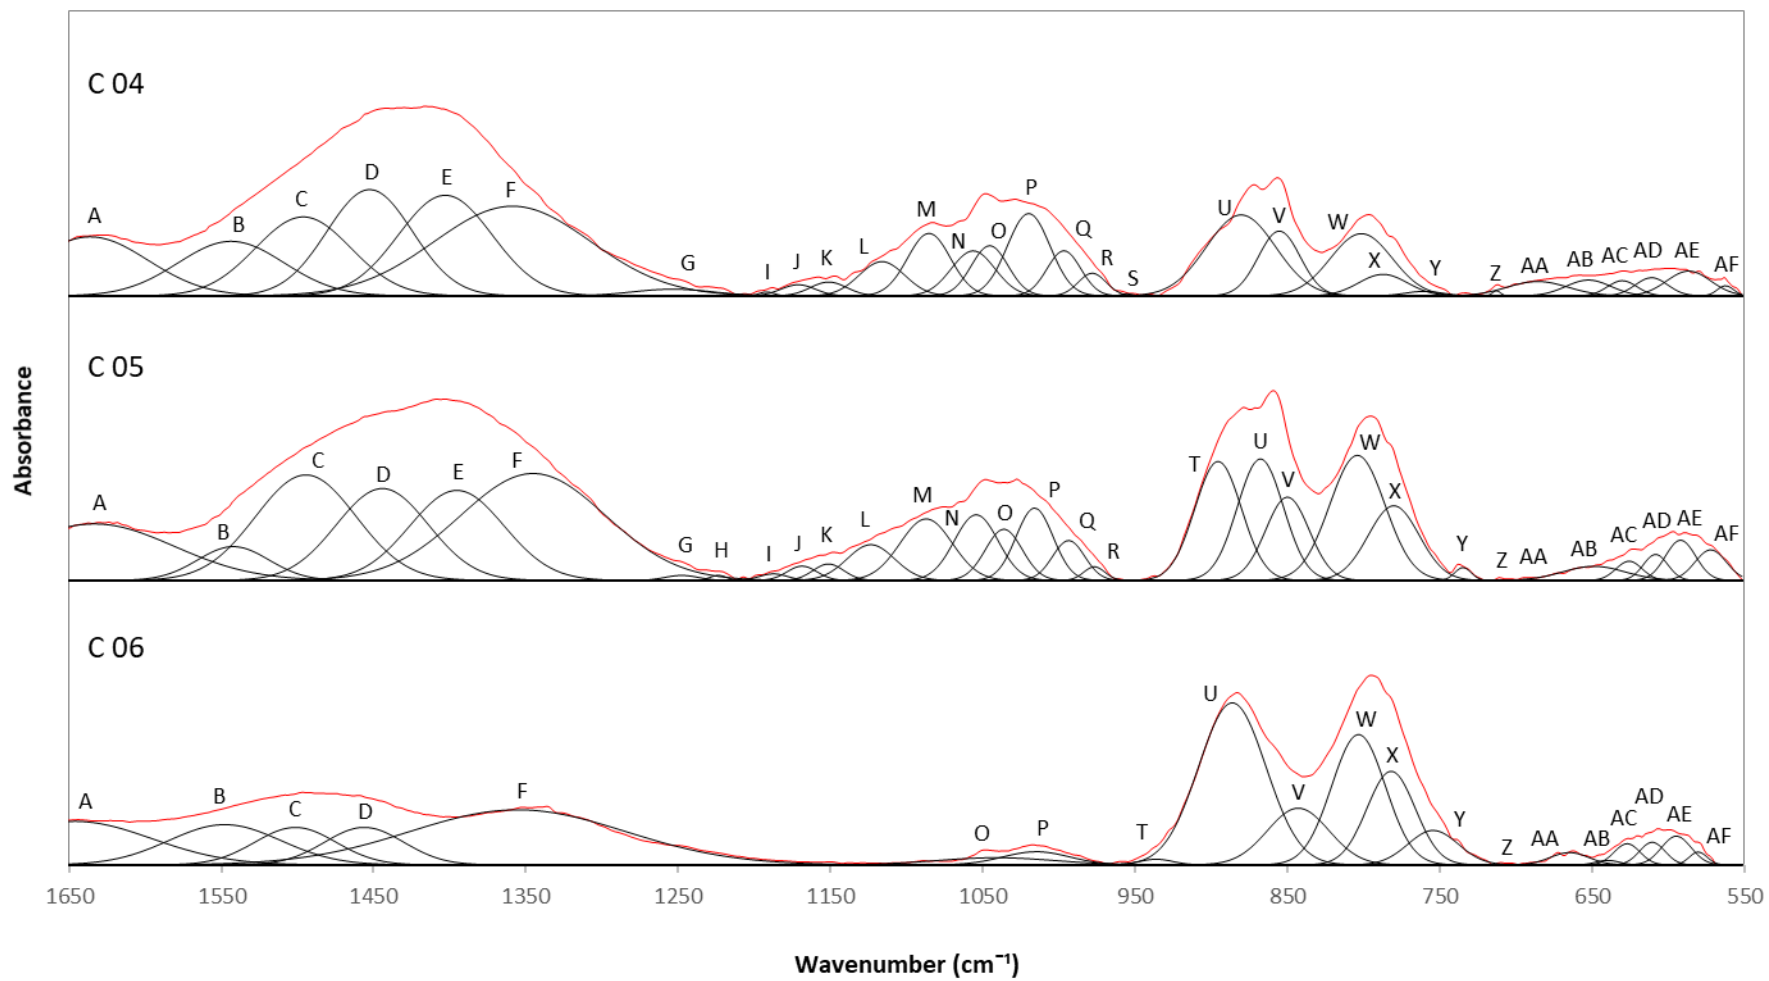 C 04
A B C D E F G I J K L M N O P Q R S U V W X Y Z AA AB AC AD AE AF
C 05
A B C D E F G H I J K L M N O P Q R T U V W X Y Z AA AB AC AD AE AF
C 06
A B C D F O P T U V W X Y Z AA AB AC AD AE AF
Absorbance
1650 1550 1450 1350 1250 1150 1050 950 850 750 650 550
Wavenumber (cm⁻¹)